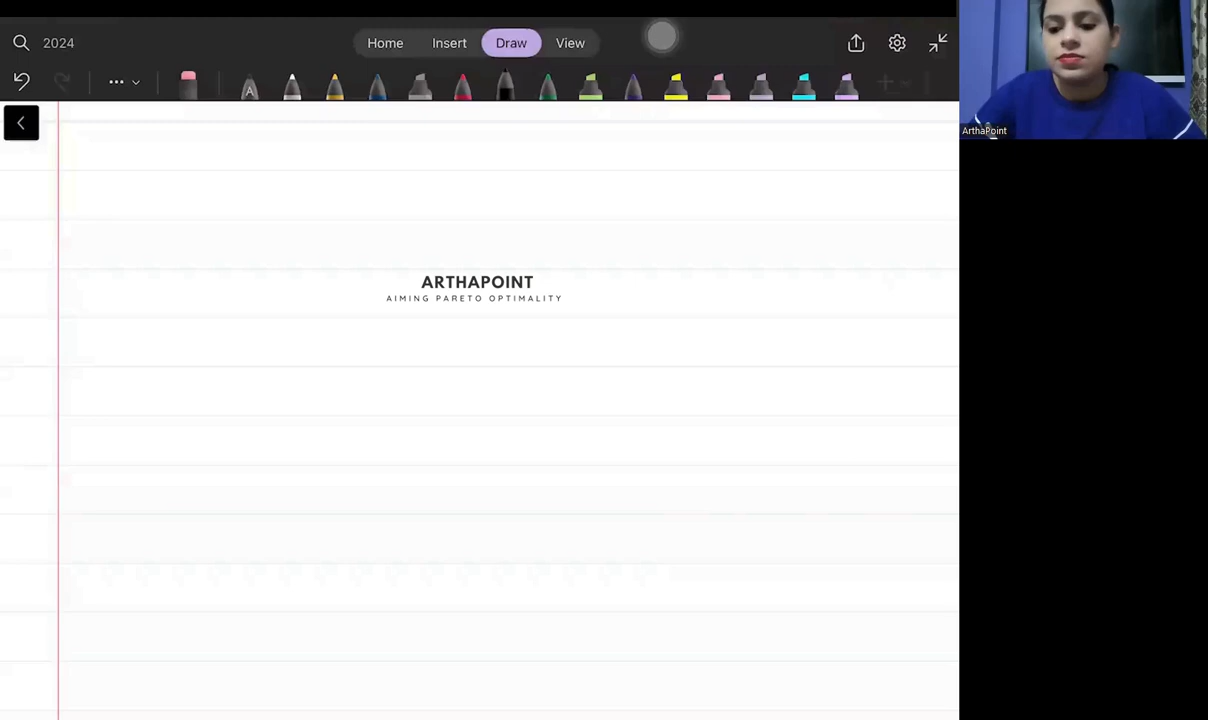 2024
Home Insert Draw View
A
ArthaPoint
ARTHAPOINT
AIMING PARETO OPTIMALITY